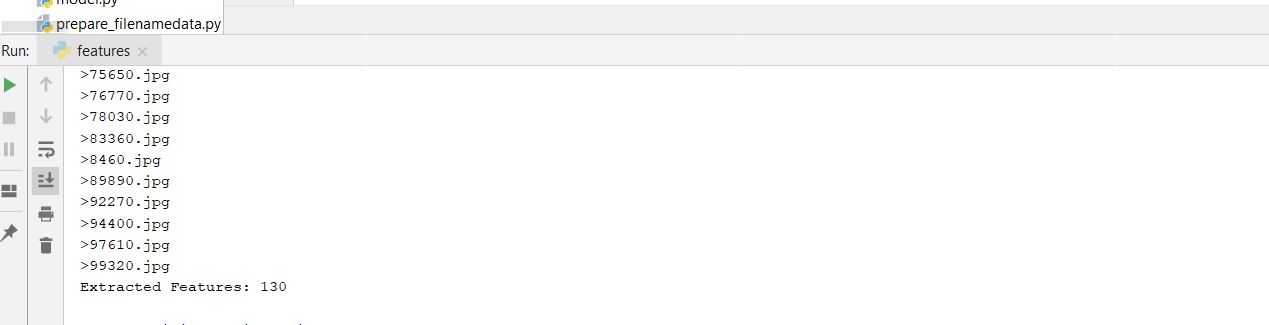 model.py
prepare_filenamedata.py
Run: features
>75650.jpg
>76770.jpg
>78030.jpg
>83360.jpg
>8460.jpg
>89890.jpg
>92270.jpg
>94400.jpg
>97610.jpg
>99320.jpg
Extracted Features: 130